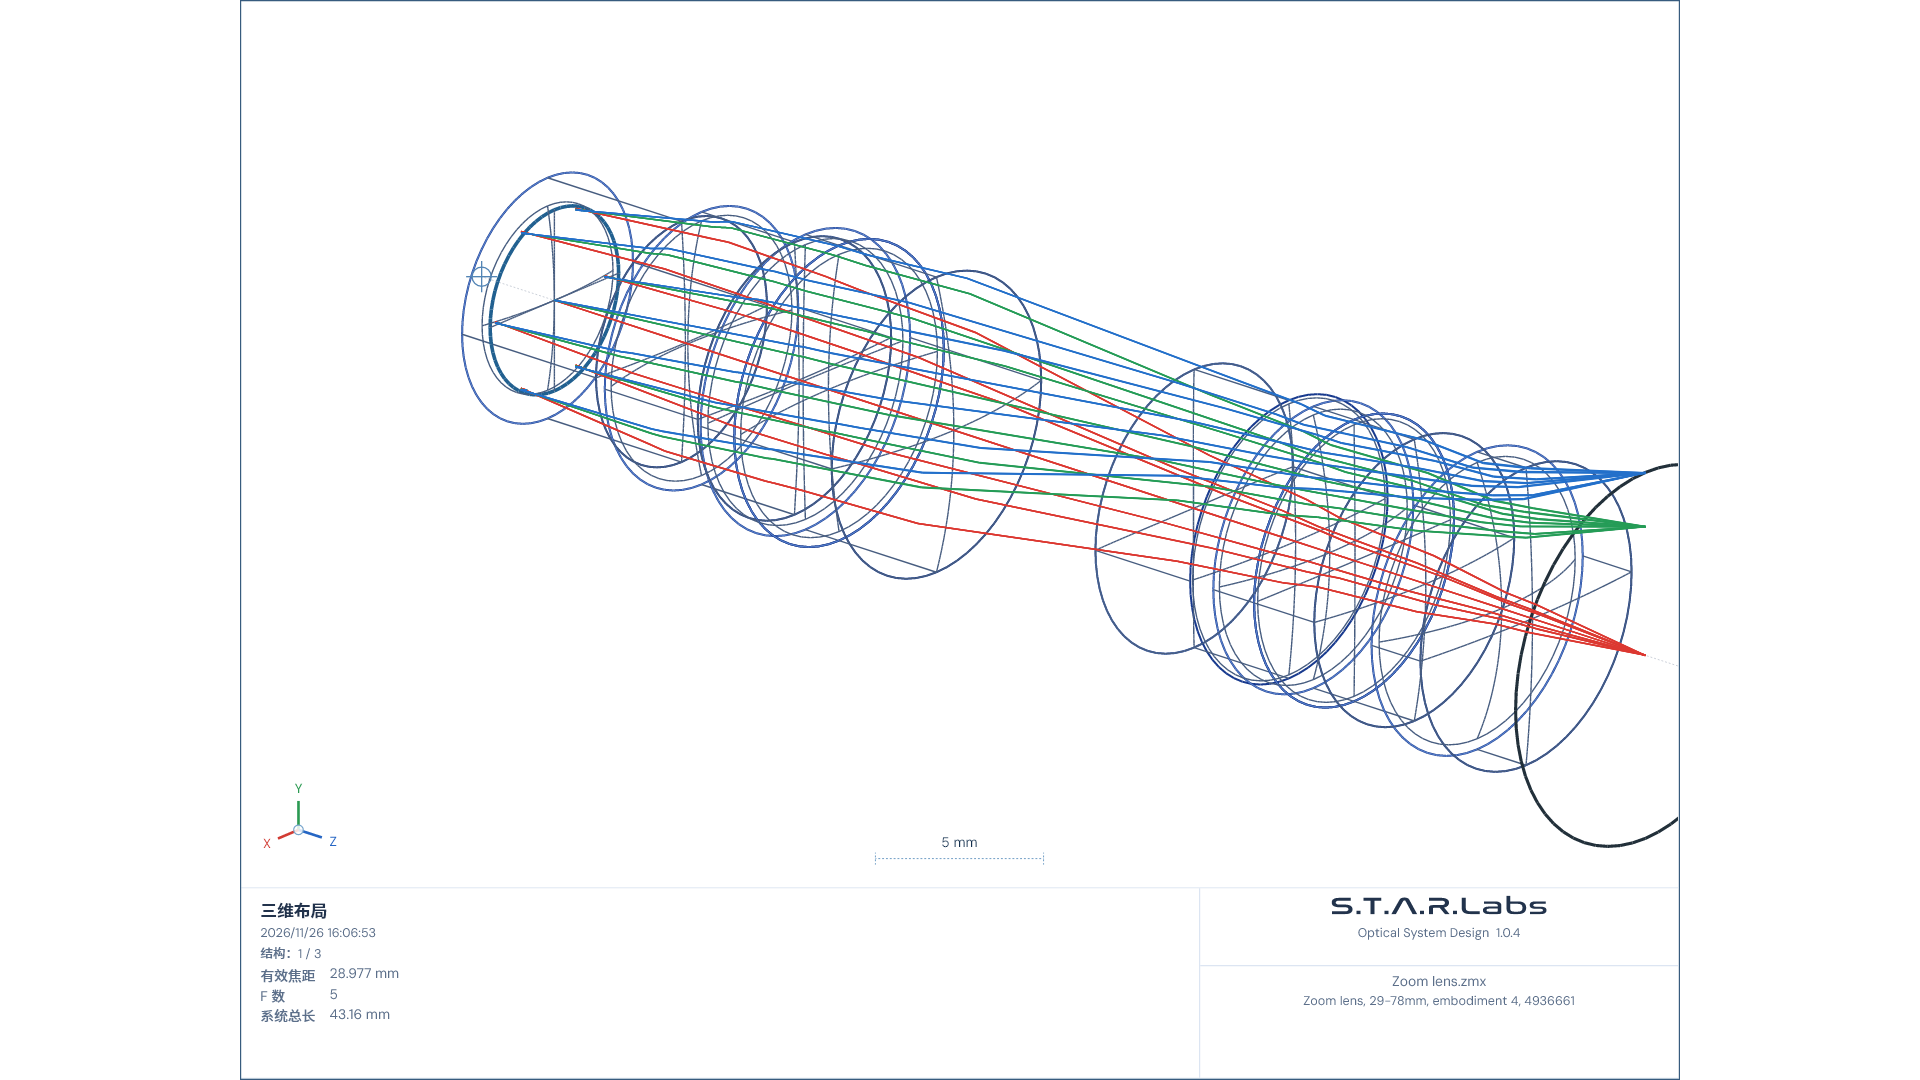 Y
X
Z
5 mm
三维布局
2026/11/26 16:06:53
结构: 1 / 3
有效焦距 28.977 mm
F 数 5
系统总长 43.16 mm
S.T.A.R.Labs
Optical System Design 1.0.4
Zoom lens.zmx
Zoom lens, 29-78mm, embodiment 4, 4936661